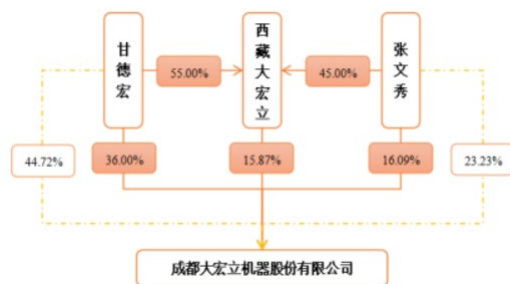 甘德宏
西藏大宏立
张文秀
55.00%
45.00%
44.72%
36.00%
15.87%
16.09%
23.23%
成都大宏立机器股份有限公司